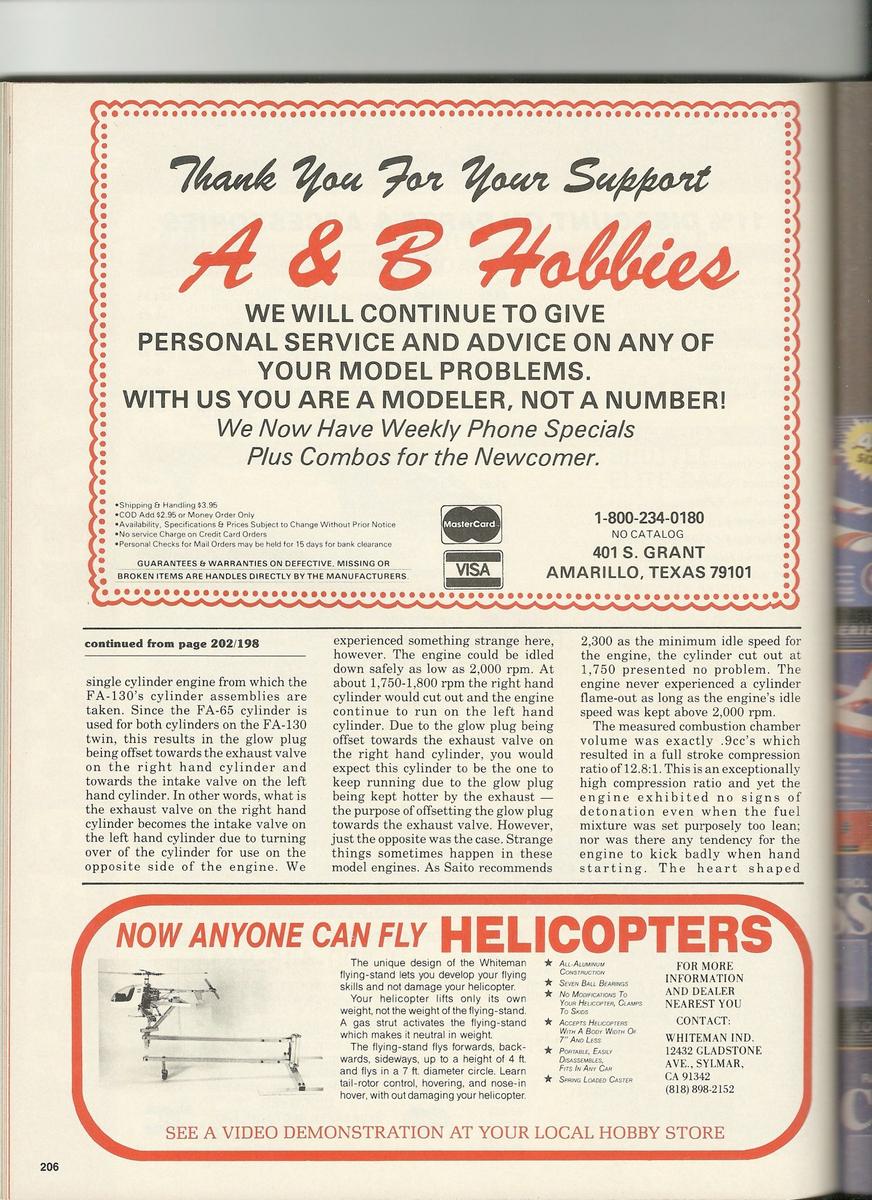 Thank You For Your Support
A & B Hobbies
WE WILL CONTINUE TO GIVE
PERSONAL SERVICE AND ADVICE ON ANY OF
YOUR MODEL PROBLEMS.
WITH US YOU ARE A MODELER, NOT A NUMBER!
We Now Have Weekly Phone Specials
Plus Combos for the Newcomer.
•Shipping & Handling $3.95
•COD Add $2.95 or Money Order Only
•Availability, Specifications & Prices Subject to Change Without Prior Notice
•No service Charge on Credit Card Orders
•Personal Checks for Mail Orders may be held for 15 days for bank clearance
GUARANTEES & WARRANTIES ON DEFECTIVE, MISSING OR
BROKEN ITEMS ARE HANDLES DIRECTLY BY THE MANUFACTURERS.
MasterCard
VISA
1-800-234-0180
NO CATALOG
401 S. GRANT
AMARILLO, TEXAS 79101
continued from page 202/198
single cylinder engine from which the
FA-130's cylinder assemblies are
taken. Since the FA-65 cylinder is
used for both cylinders on the FA-130
twin, this results in the glow plug
being offset towards the exhaust valve
on the right hand cylinder and
towards the intake valve on the left
hand cylinder. In other words, what is
the exhaust valve on the right hand
cylinder becomes the intake valve on
the left hand cylinder due to turning
over of the cylinder for use on the
opposite side of the engine. We
experienced something strange here,
however. The engine could be idled
down safely as low as 2,000 rpm. At
about 1,750-1,800 rpm the right hand
cylinder would cut out and the engine
continue to run on the left hand
cylinder. Due to the glow plug being
offset towards the exhaust valve on
the right hand cylinder, you would
expect this cylinder to be the one to
keep running due to the glow plug
being kept hotter by the exhaust —
the purpose of offsetting the glow plug
towards the exhaust valve. However,
just the opposite was the case. Strange
things sometimes happen in these
model engines. As Saito recommends
2,300 as the minimum idle speed for
the engine, the cylinder cut out at
1,750 presented no problem. The
engine never experienced a cylinder
flame-out as long as the engine's idle
speed was kept above 2,000 rpm.
The measured combustion chamber
volume was exactly .9cc's which
resulted in a full stroke compression
ratio of 12.8:1. This is an exceptionally
high compression ratio and yet the
engine exhibited no signs of
detonation even when the fuel
mixture was set purposely too lean;
nor was there any tendency for the
engine to kick badly when hand
starting. The heart shaped
NOW ANYONE CAN FLY HELICOPTERS
The unique design of the Whiteman
flying-stand lets you develop your flying
skills and not damage your helicopter.
Your helicopter lifts only its own
weight, not the weight of the flying-stand.
A gas strut activates the flying-stand
which makes it neutral in weight.
The flying-stand flys forwards, back-
wards, sideways, up to a height of 4 ft.
and flys in a 7 ft. diameter circle. Learn
tail-rotor control, hovering, and nose-in
hover, with out damaging your helicopter.
★ ALL-ALUMINUM
CONSTRUCTION
★ SEVEN BALL BEARINGS
★ NO MODIFICATIONS TO
YOUR HELICOPTER, CLAMPS
TO SKIDS
★ ACCEPTS HELICOPTERS
WITH A BODY WIDTH OF
7" AND LESS
★ PORTABLE, EASILY
DISASSEMBLES,
FITS IN ANY CAR
★ SPRING LOADED CASTER
FOR MORE
INFORMATION
AND DEALER
NEAREST YOU
CONTACT:
WHITEMAN IND.
12432 GLADSTONE
AVE., SYLMAR,
CA 91342
(818) 898-2152
SEE A VIDEO DEMONSTRATION AT YOUR LOCAL HOBBY STORE
206